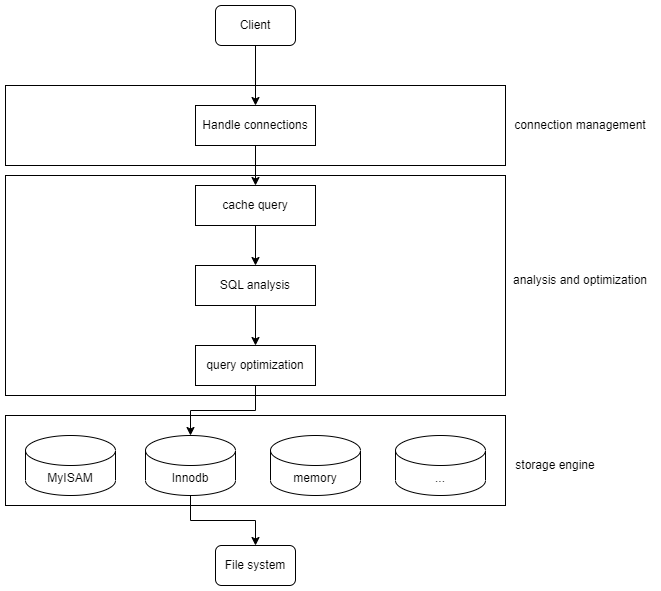 Client
Handle connections
connection management
cache query
SQL analysis
analysis and optimization
query optimization
MyISAM
Innodb
memory
...
storage engine
File system